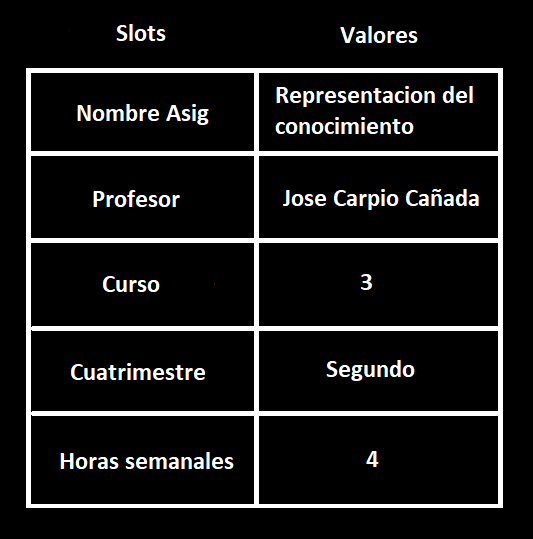 Slots Valores
Nombre Asig Representacion del
conocimiento
Profesor Jose Carpio Cañada
Curso 3
Cuatrimestre Segundo
Horas semanales 4